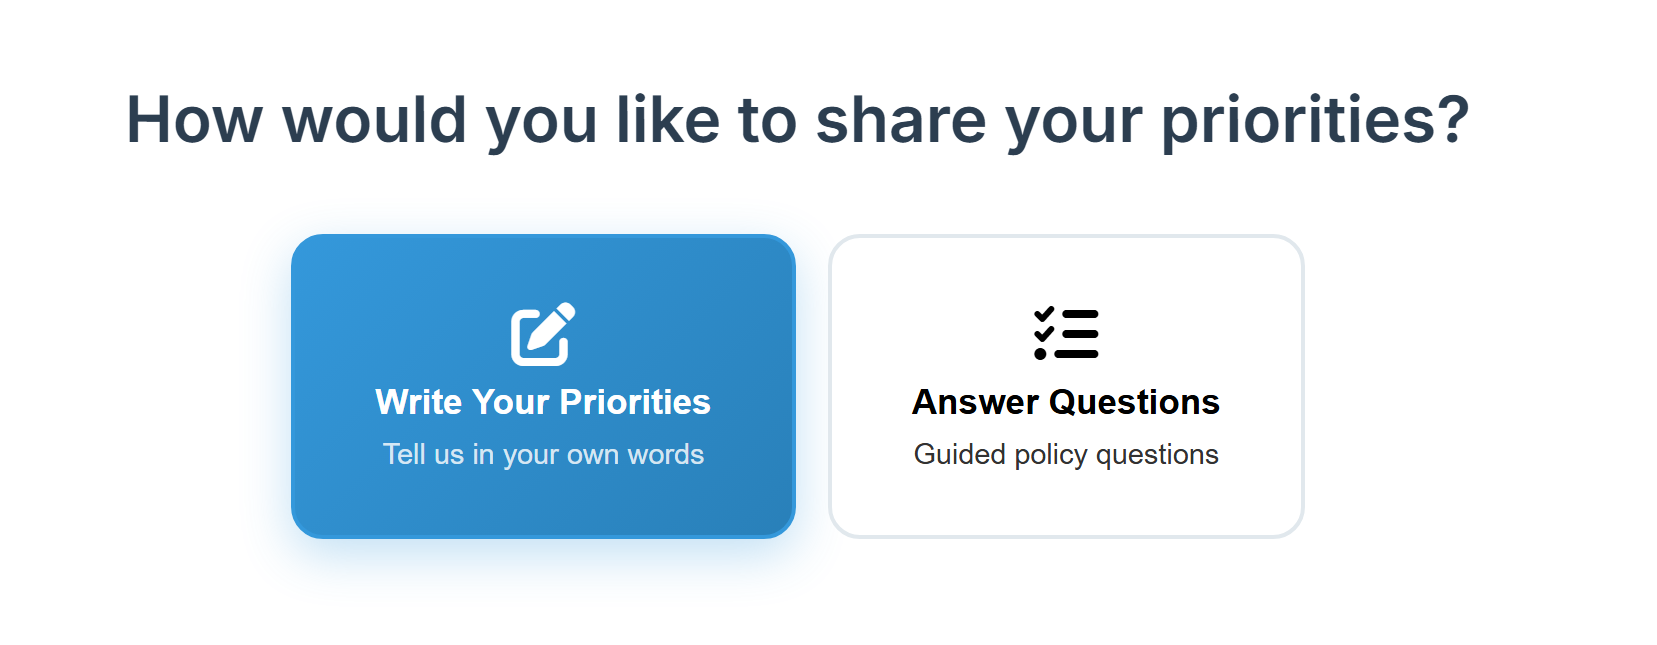 How would you like to share your priorities?
Write Your Priorities
Tell us in your own words
Answer Questions
Guided policy questions